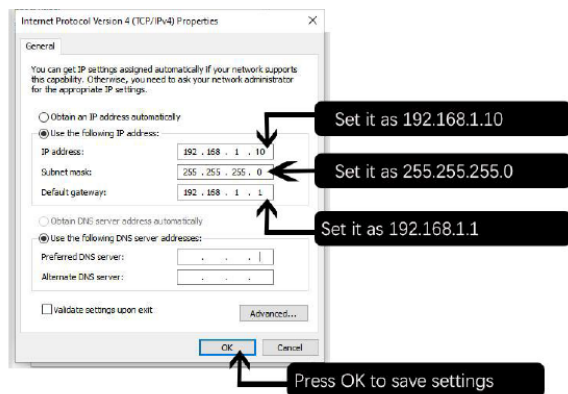 Internet Protocol Version 4 (TCP/IPv4) Properties
General
You can get IP settings assigned automatically if your network supports
this capability. Otherwise, you need to ask your network administrator
for the appropriate IP settings.
Obtain an IP address automatically
Use the following IP address:
IP address: 192 . 168 . 1 . 10
Set it as 192.168.1.10
Subnet mask: 255 . 255 . 255 . 0
Set it as 255.255.255.0
Default gateway: 192 . 168 . 1 . 1
Set it as 192.168.1.1
Obtain DNS server address automatically
Use the following DNS server addresses:
Preferred DNS server: . . .
Alternate DNS server: . . .
Validate settings upon exit
Advanced...
OK Cancel
Press OK to save settings